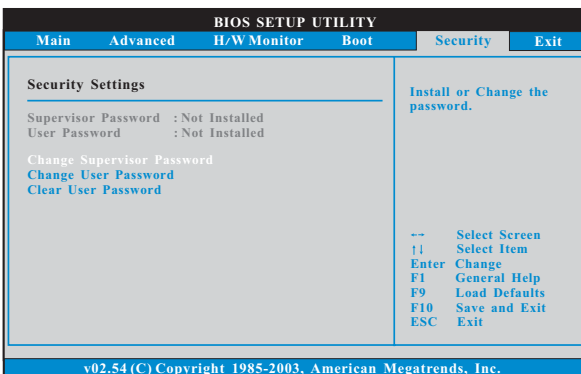 BIOS SETUP UTILITY
Main Advanced H/W Monitor Boot Security Exit
Security Settings
Supervisor Password : Not Installed
User Password : Not Installed
Change Supervisor Password
Change User Password
Clear User Password
Install or Change the
password.
←→ Select Screen
↑↓ Select Item
Enter Change
F1 General Help
F9 Load Defaults
F10 Save and Exit
ESC Exit
v02.54 (C) Copyright 1985-2003, American Megatrends, Inc.